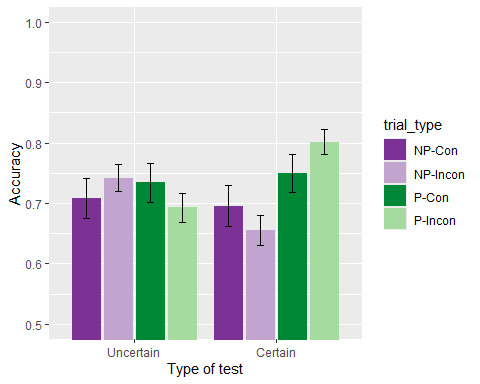 1.0
0.9
0.8
0.7
0.6
0.5
Accuracy
Uncertain
Certain
Type of test
trial_type
NP-Con
NP-Incon
P-Con
P-Incon